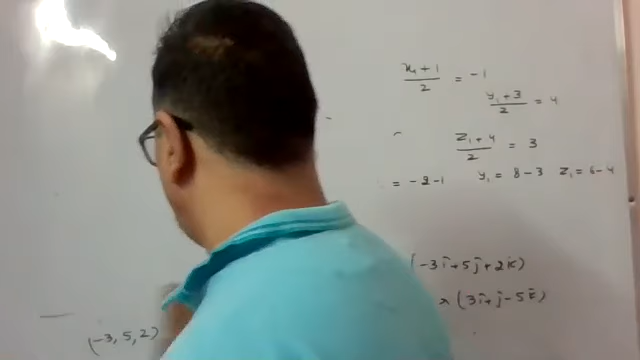 x₁ + 1 / 2 = -1
y₁ + 3 / 2 = 4
z₁ + 4 / 2 = 3
= -2 -1 y₁ = 8 - 3 z₁ = 6 - 4
(-3î + 5ĵ + 2k̂)
(3î + ĵ - 5k̂)
(-3, 5, 2)